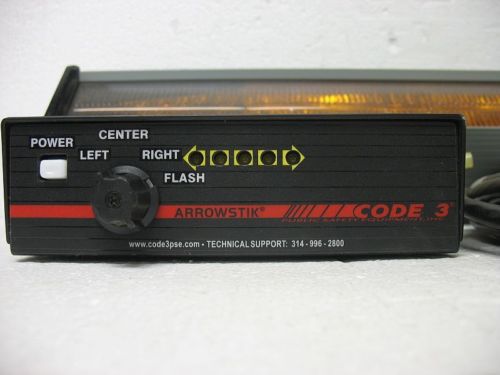 POWER
CENTER
LEFT
RIGHT
FLASH
ARROWSTIK®
CODE 3®
PUBLIC SAFETY EQUIPMENT, INC.
www.code3pse.com • TECHNICAL SUPPORT: 314 - 996 - 2800